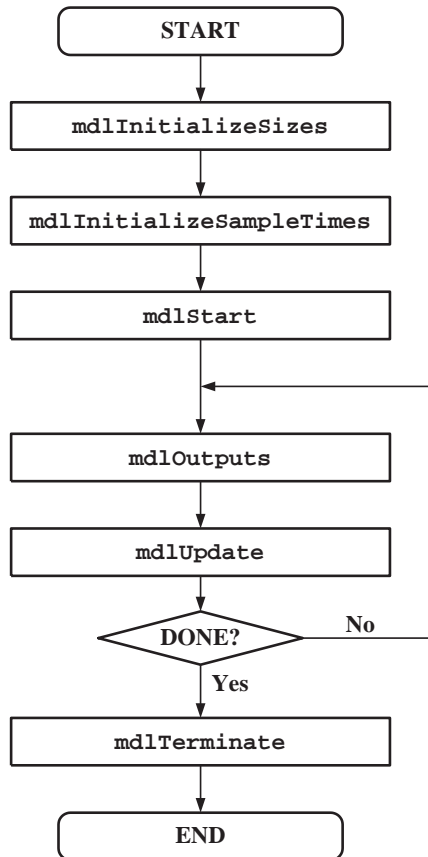 START
mdlInitializeSizes
mdlInitializeSampleTimes
mdlStart
mdlOutputs
mdlUpdate
DONE?
No
Yes
mdlTerminate
END